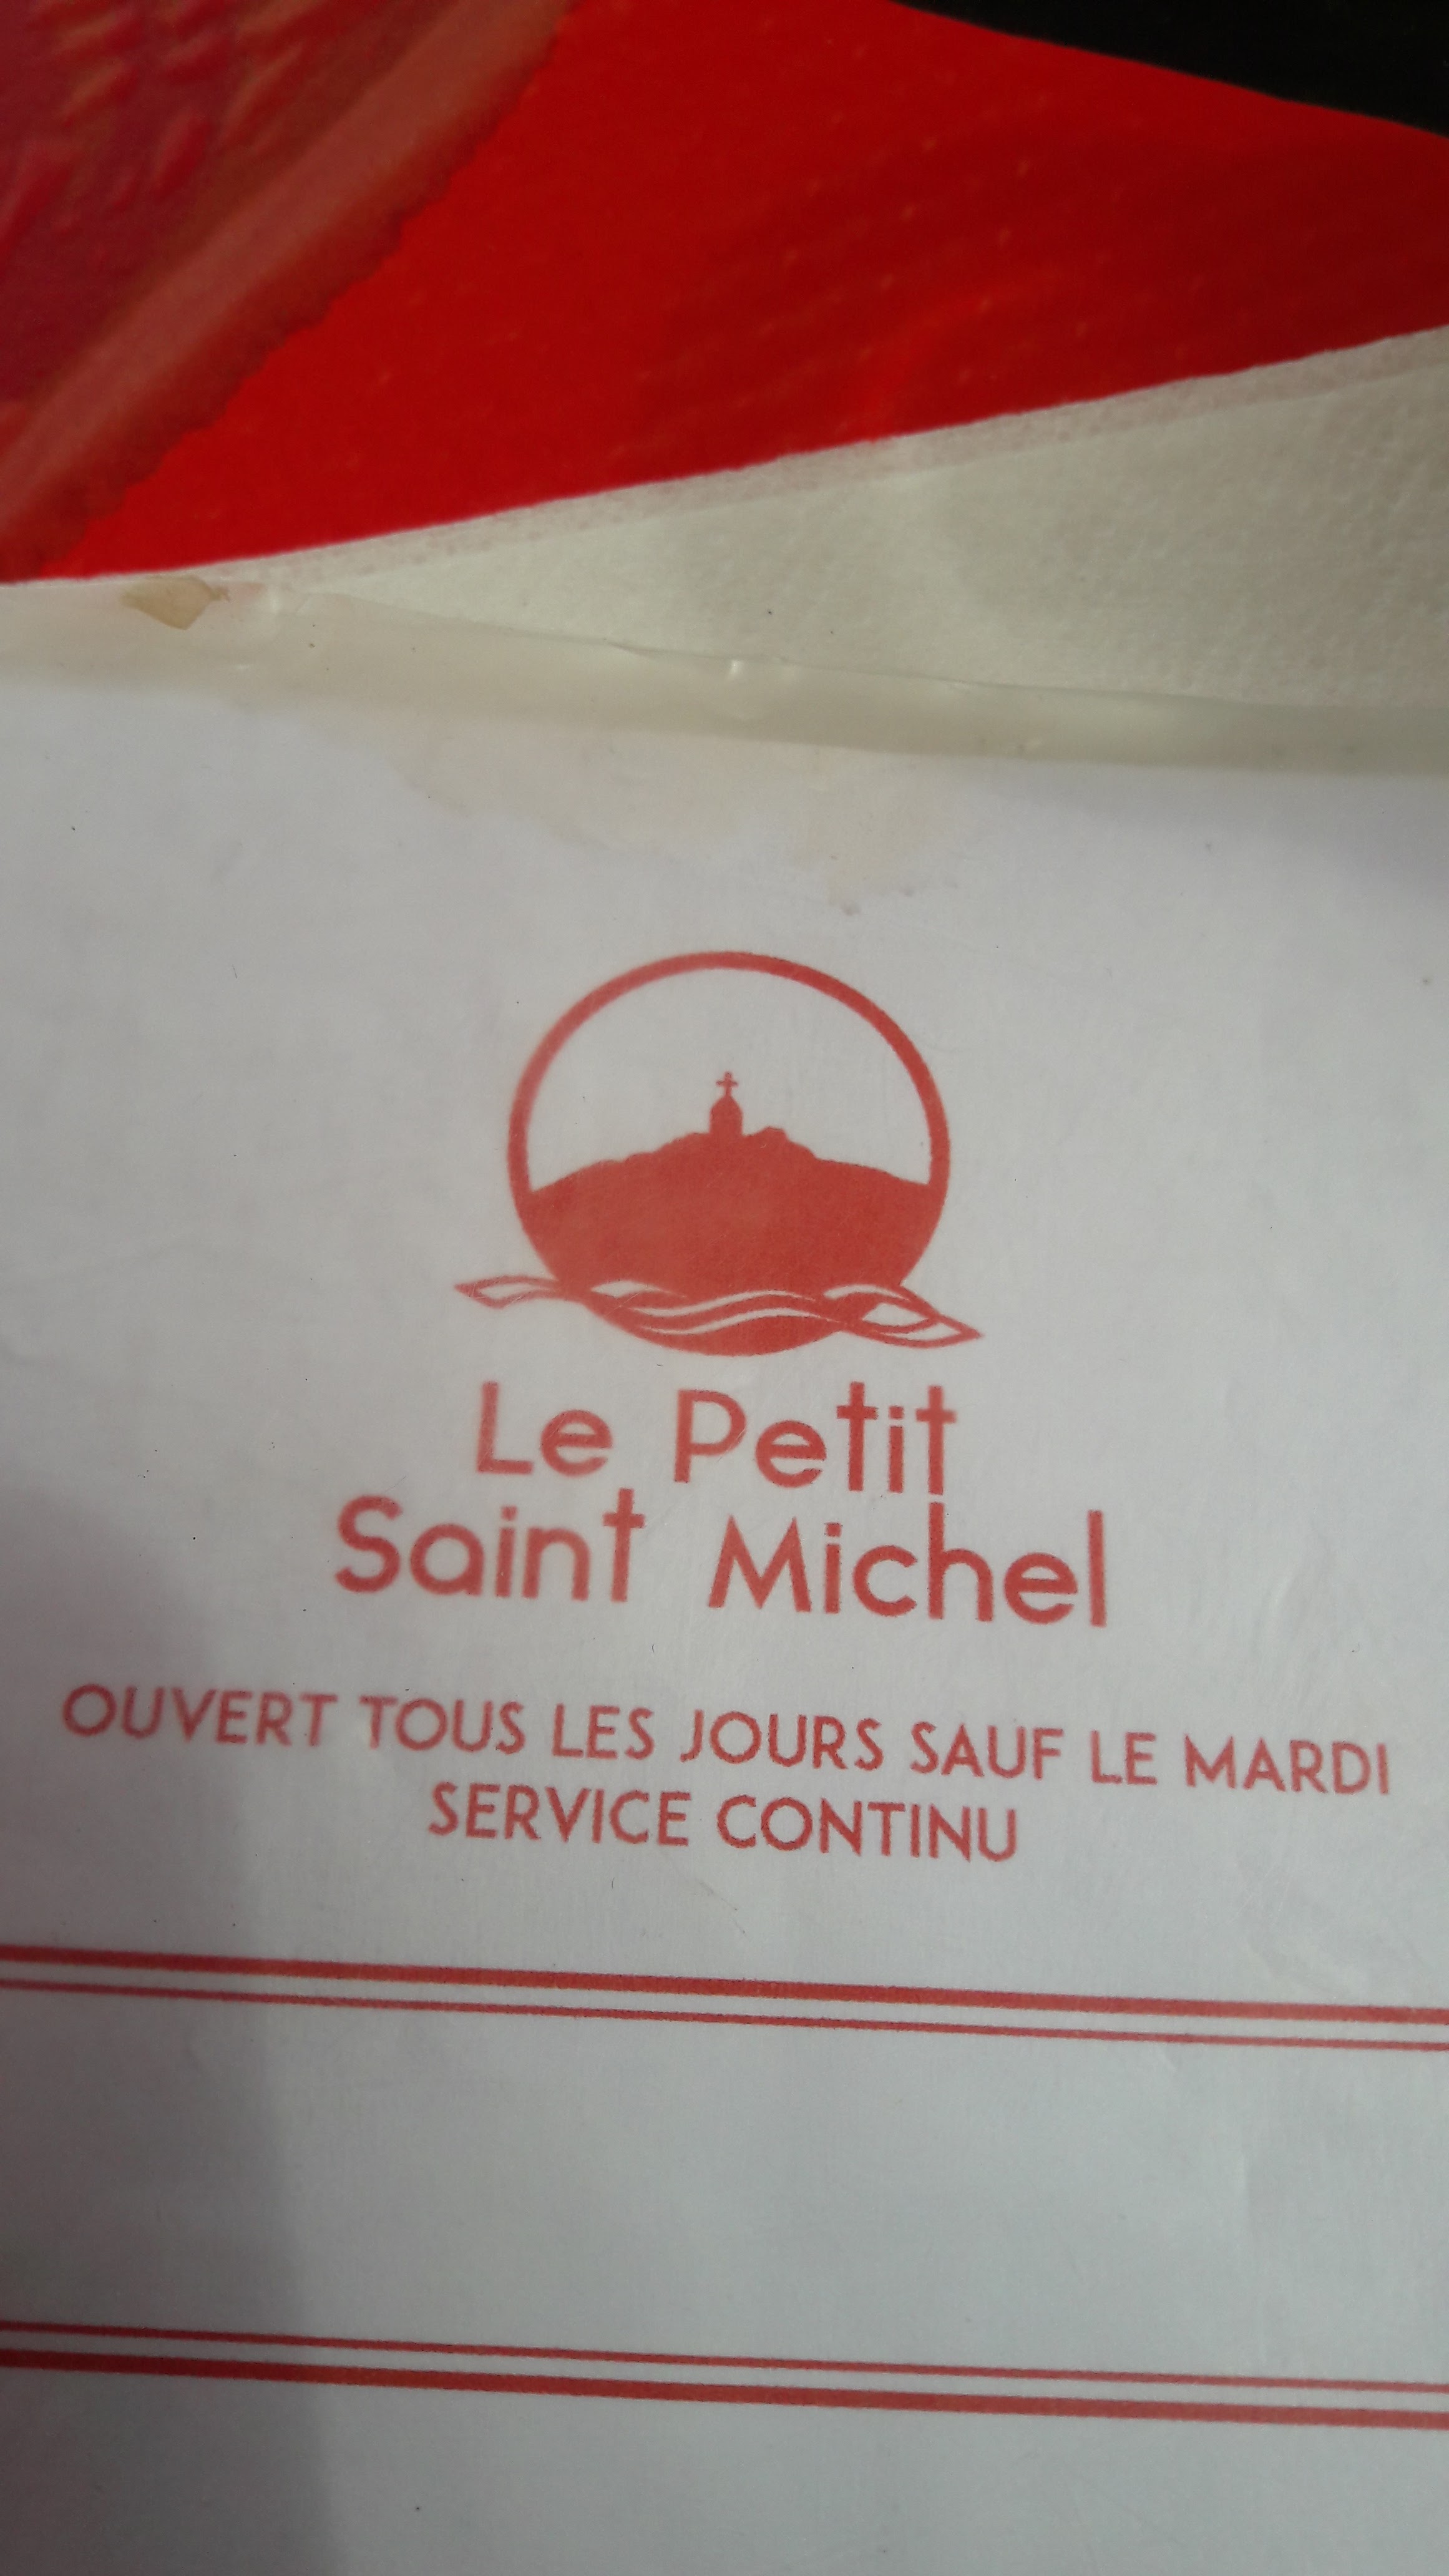 Le Petit
Saint Michel
OUVERT TOUS LES JOURS SAUF LE MARDI
SERVICE CONTINU